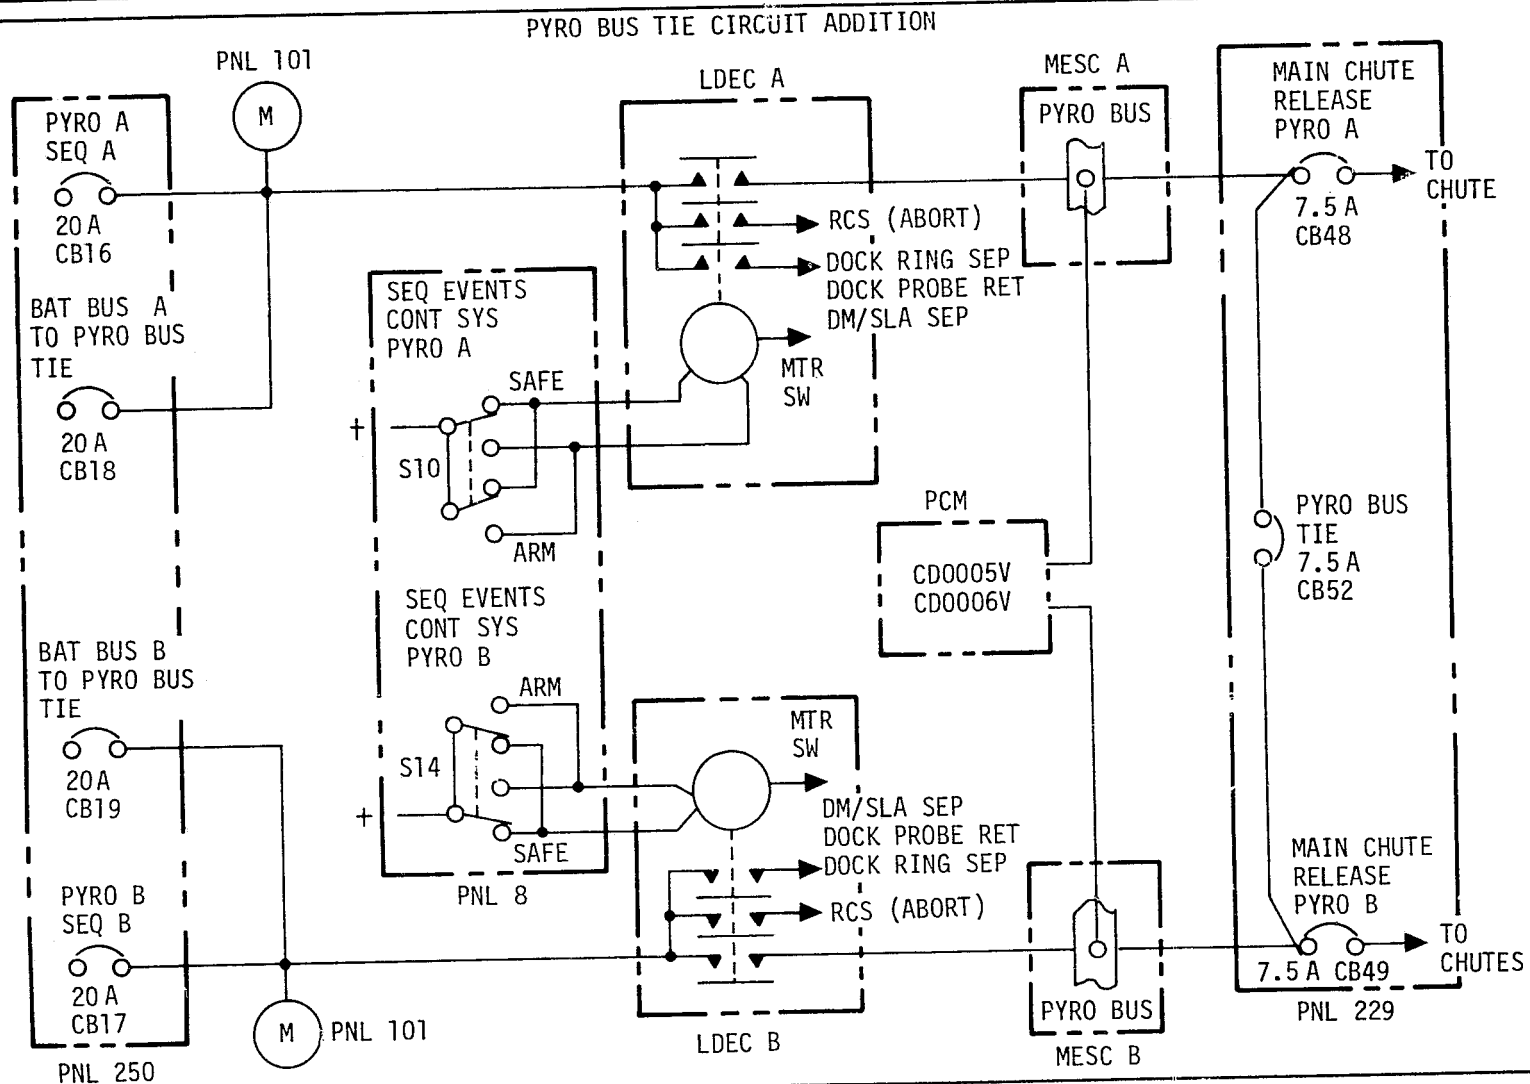 PYRO BUS TIE CIRCUIT ADDITION
PNL 101
M
PYRO A
SEQ A
20 A
CB16
BAT BUS A
TO PYRO BUS
TIE
20 A
CB18
BAT BUS B
TO PYRO BUS
TIE
20 A
CB19
PYRO B
SEQ B
20 A
CB17
PNL 250
M
PNL 101
SEQ EVENTS
CONT SYS
PYRO A
SAFE
+
S10
ARM
SEQ EVENTS
CONT SYS
PYRO B
ARM
S14
+
SAFE
PNL 8
LDEC A
RCS (ABORT)
DOCK RING SEP
DOCK PROBE RET
DM/SLA SEP
MTR
SW
PCM
CD0005V
CD0006V
MTR
SW
DM/SLA SEP
DOCK PROBE RET
DOCK RING SEP
RCS (ABORT)
LDEC B
MESC A
PYRO BUS
PYRO BUS
MESC B
MAIN CHUTE
RELEASE
PYRO A
TO
CHUTE
7.5 A
CB48
PYRO BUS
TIE
7.5 A
CB52
MAIN CHUTE
RELEASE
PYRO B
TO
CHUTES
7.5 A CB49
PNL 229